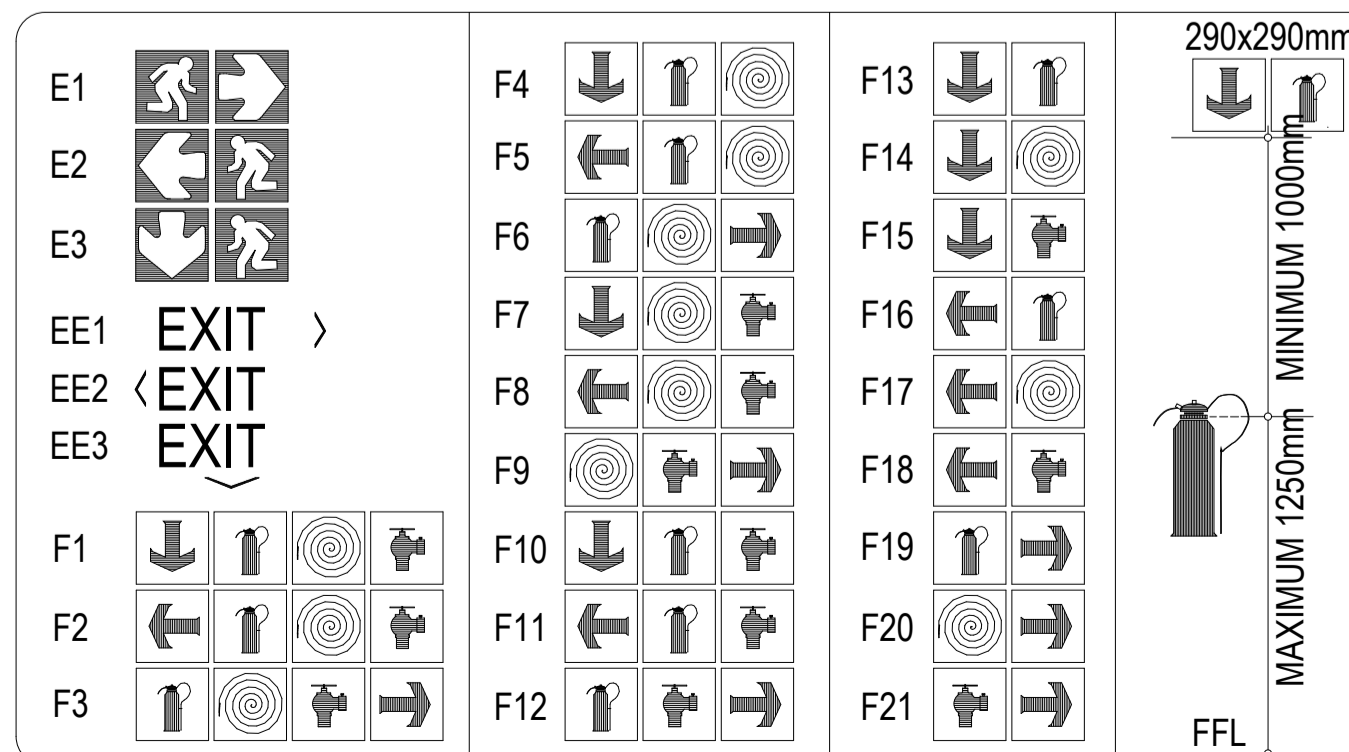 E1
E2
E3
EE1 EXIT >
EE2 < EXIT
EE3 EXIT
F1
F2
F3
F4
F5
F6
F7
F8
F9
F10
F11
F12
F13
F14
F15
F16
F17
F18
F19
F20
F21
290x290mm
MINIMUM 1000mm
MAXIMUM 1250mm
FFL